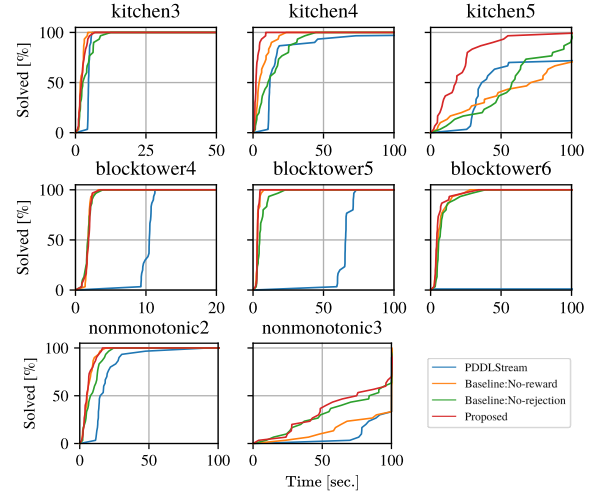 kitchen3 kitchen4 kitchen5
Solved [%]
100
50
0
0 25 50 0 50 100 0 50 100
blocktower4 blocktower5 blocktower6
Solved [%]
100
50
0
0 10 20 0 50 100 0 50 100
nonmonotonic2 nonmonotonic3
Solved [%]
100
50
0
0 50 100 0 50 100
Time [sec.]
PDDLStream
Baseline:No-reward
Baseline:No-rejection
Proposed